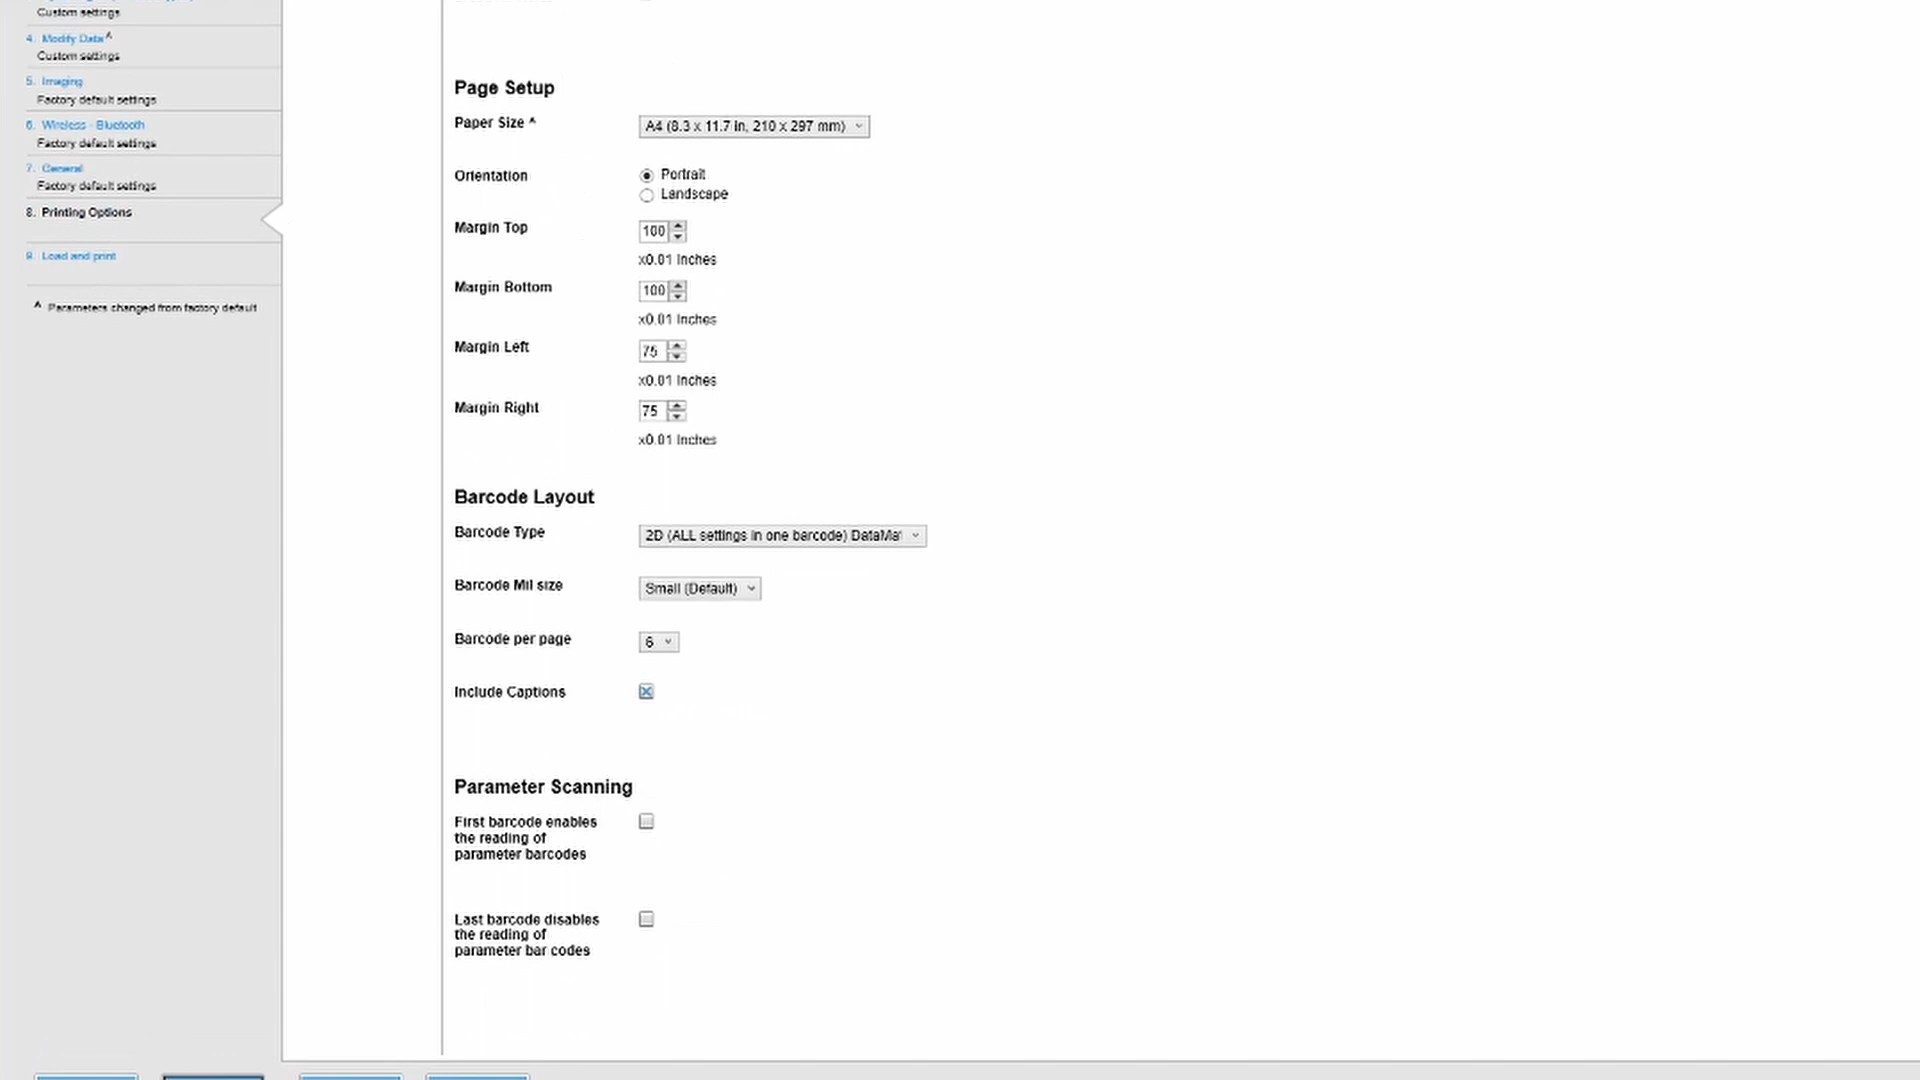 Custom settings
4. Modify Data ^
Custom settings
5. Imaging
Factory default settings
6. Wireless - Bluetooth
Factory default settings
7. General
Factory default settings
8. Printing Options
9. Load and print
^ Parameters changed from factory default
Page Setup
Paper Size ^
A4 (8.3 x 11.7 in, 210 x 297 mm)
Orientation
Portrait
Landscape
Margin Top
100
x0.01 Inches
Margin Bottom
100
x0.01 Inches
Margin Left
75
x0.01 Inches
Margin Right
75
x0.01 Inches
Barcode Layout
Barcode Type
2D (ALL settings in one barcode) DataMat
Barcode Mil size
Small (Default)
Barcode per page
6
Include Captions
Parameter Scanning
First barcode enables
the reading of
parameter barcodes
Last barcode disables
the reading of
parameter bar codes